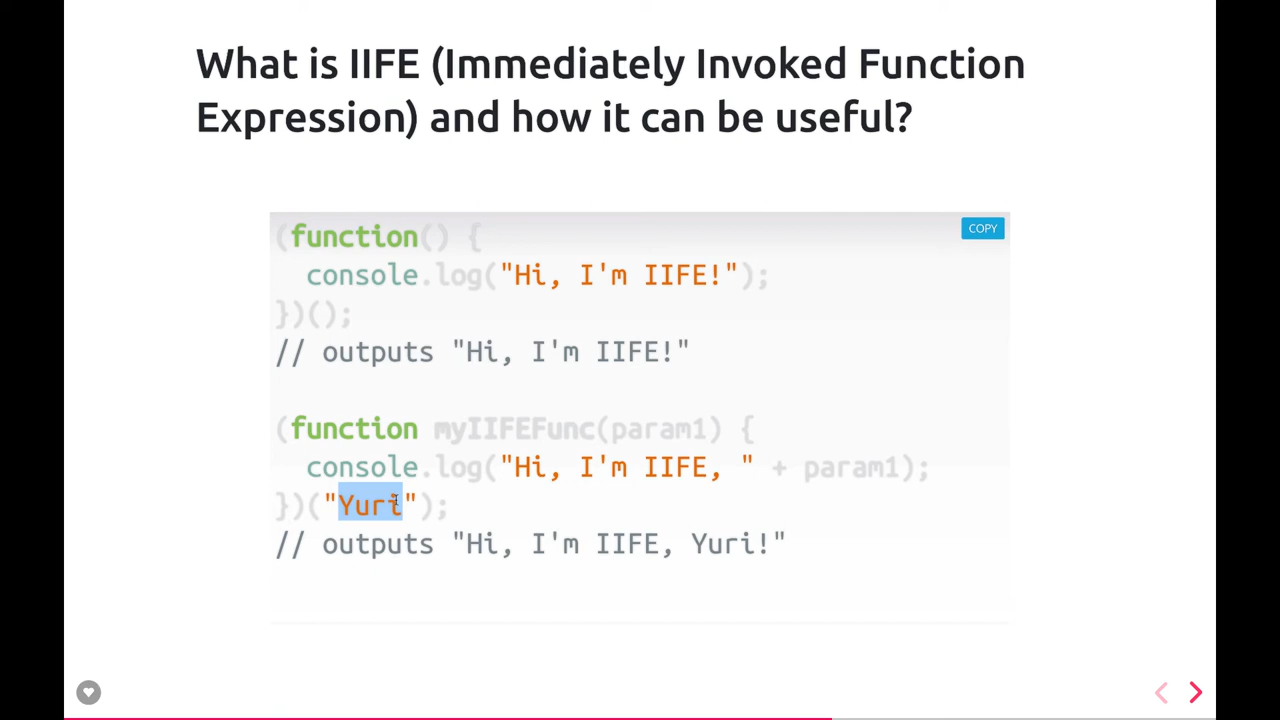 What is IIFE (Immediately Invoked Function
Expression) and how it can be useful?
COPY
(function() {
  console.log("Hi, I'm IIFE!");
})();
// outputs "Hi, I'm IIFE!"
(function myIIFEFunc(param1) {
  console.log("Hi, I'm IIFE, " + param1);
})("Yuri");
// outputs "Hi, I'm IIFE, Yuri!"